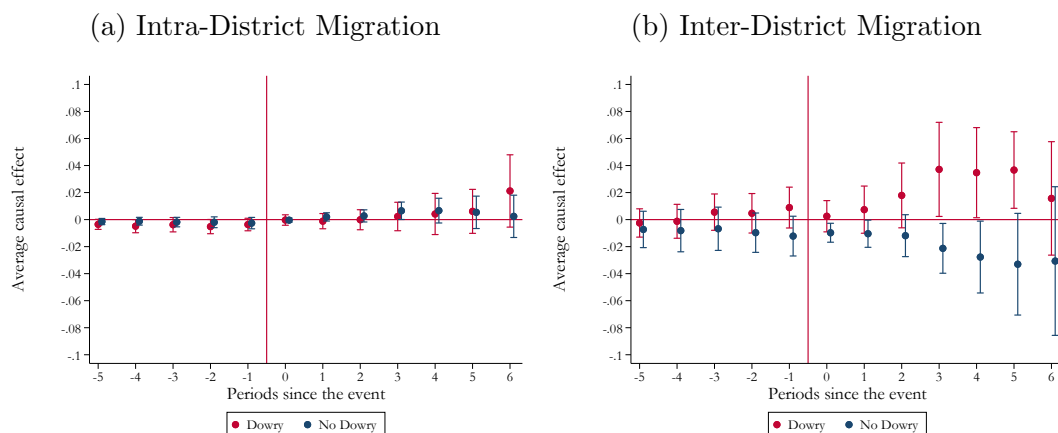 (a) Intra-District Migration
(b) Inter-District Migration
Average causal effect
.1
.08
.06
.04
.02
0
-.02
-.04
-.06
-.08
-.1
-5 -4 -3 -2 -1 0 1 2 3 4 5 6
Periods since the event
Dowry No Dowry
Average causal effect
.1
.08
.06
.04
.02
0
-.02
-.04
-.06
-.08
-.1
-5 -4 -3 -2 -1 0 1 2 3 4 5 6
Periods since the event
Dowry No Dowry